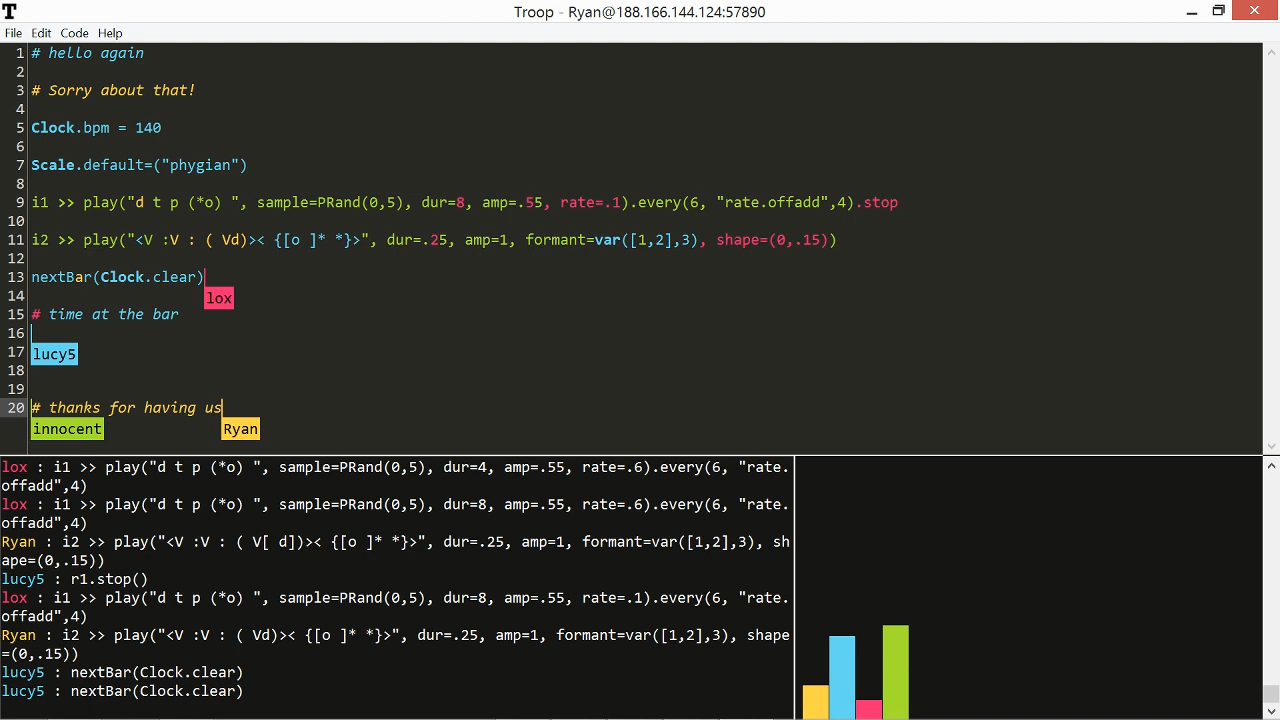 T
Troop - Ryan@188.166.144.124:57890
File Edit Code Help
1 # hello again
2
3 # Sorry about that!
4
5 Clock.bpm = 140
6
7 Scale.default=("phygian")
8
9 i1 >> play("d t p (*o) ", sample=PRand(0,5), dur=8, amp=.55, rate=.1).every(6, "rate.offadd",4).stop
10
11 i2 >> play("<V :V : ( Vd)>< {[o ]* *}>", dur=.25, amp=1, formant=var([1,2],3), shape=(0,.15))
12
13 nextBar(Clock.clear)
14 lox
15 # time at the bar
16
17 lucy5
18
19
20 # thanks for having us
innocent Ryan
lox : i1 >> play("d t p (*o) ", sample=PRand(0,5), dur=4, amp=.55, rate=.6).every(6, "rate.
offadd",4)
lox : i1 >> play("d t p (*o) ", sample=PRand(0,5), dur=8, amp=.55, rate=.6).every(6, "rate.
offadd",4)
Ryan : i2 >> play("<V :V : ( V[ d])>< {[o ]* *}>", dur=.25, amp=1, formant=var([1,2],3), sh
ape=(0,.15))
lucy5 : r1.stop()
lox : i1 >> play("d t p (*o) ", sample=PRand(0,5), dur=8, amp=.55, rate=.1).every(6, "rate.
offadd",4)
Ryan : i2 >> play("<V :V : ( Vd)>< {[o ]* *}>", dur=.25, amp=1, formant=var([1,2],3), shape
=(0,.15))
lucy5 : nextBar(Clock.clear)
lucy5 : nextBar(Clock.clear)